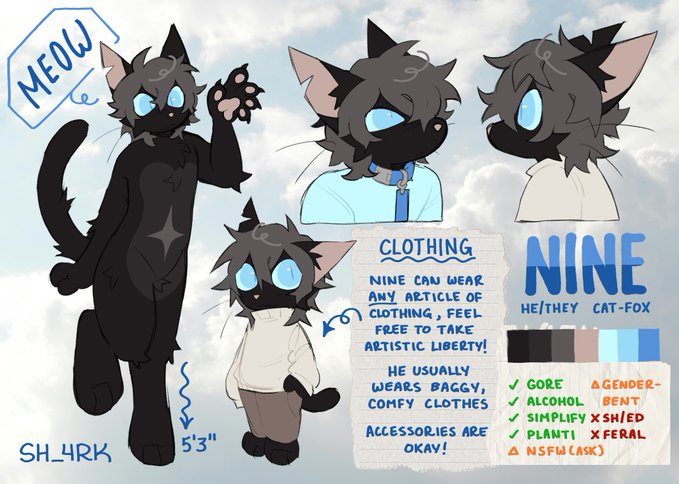 MEOW
SH_4RK
5'3"
CLOTHING
NINE CAN WEAR
ANY ARTICLE OF
CLOTHING, FEEL
FREE TO TAKE
ARTISTIC LIBERTY!
HE USUALLY
WEARS BAGGY,
COMFY CLOTHES
ACCESSORIES ARE
OKAY!
NINE
HE/THEY CAT-FOX
✓ GORE
✓ ALCOHOL
✓ SIMPLIFY
✓ PLANTI
△ NSFW (ASK)
△ GENDER-
BENT
X SH/ED
X FERAL